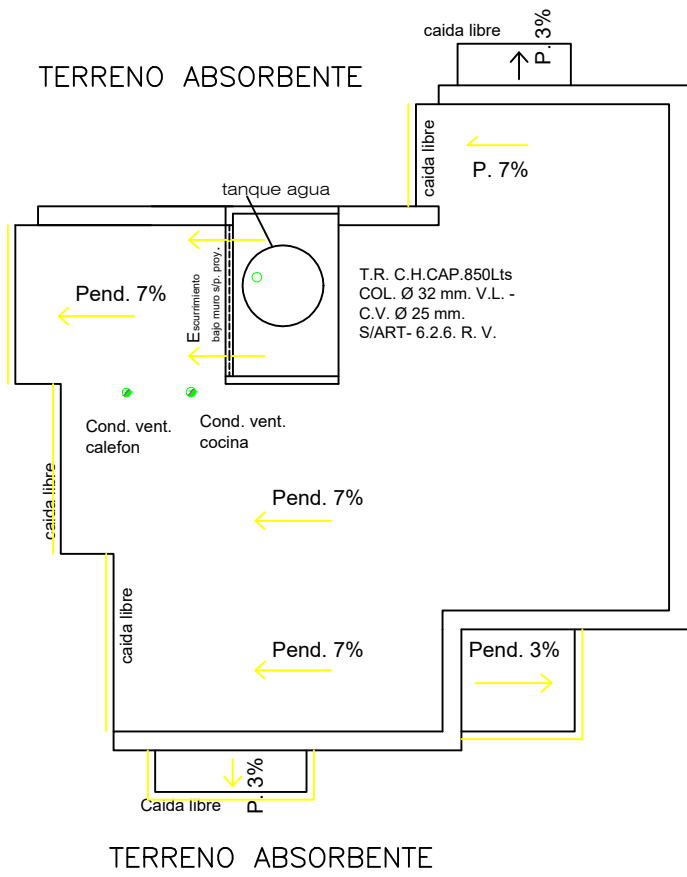 caida libre
P. 3%
TERRENO ABSORBENTE
caida libre
P. 7%
tanque agua
T.R. C.H.CAP.850Lts
COL. Ø 32 mm. V.L. -
C.V. Ø 25 mm.
S/ART- 6.2.6. R. V.
Escurrimiento
bajo muro s/p. proy.
Pend. 7%
Cond. vent.
calefon
Cond. vent.
cocina
caida libre
Pend. 7%
caida libre
Pend. 7%
Pend. 3%
P. 3%
Caida libre
TERRENO ABSORBENTE